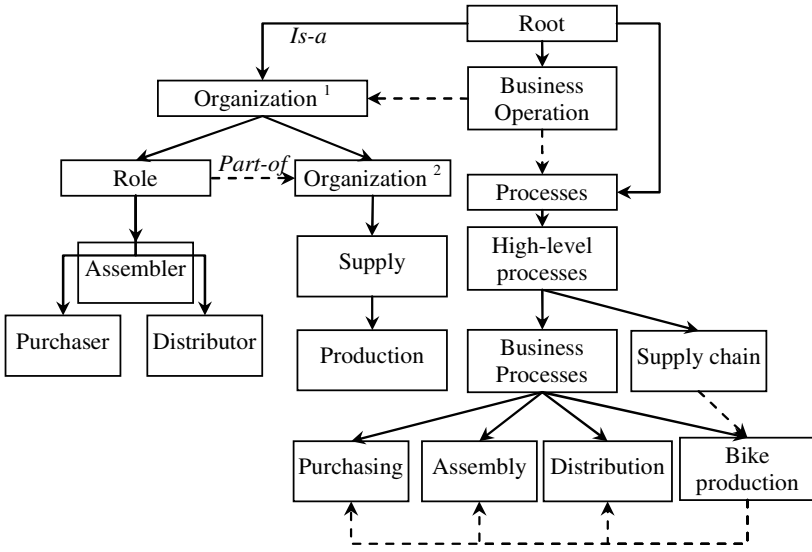 Root
Is-a
Business
Operation
Organization 1
Part-of
Role
Organization 2
Processes
High-level
processes
Assembler
Supply
Purchaser
Distributor
Production
Business
Processes
Supply chain
Purchasing
Assembly
Distribution
Bike
production